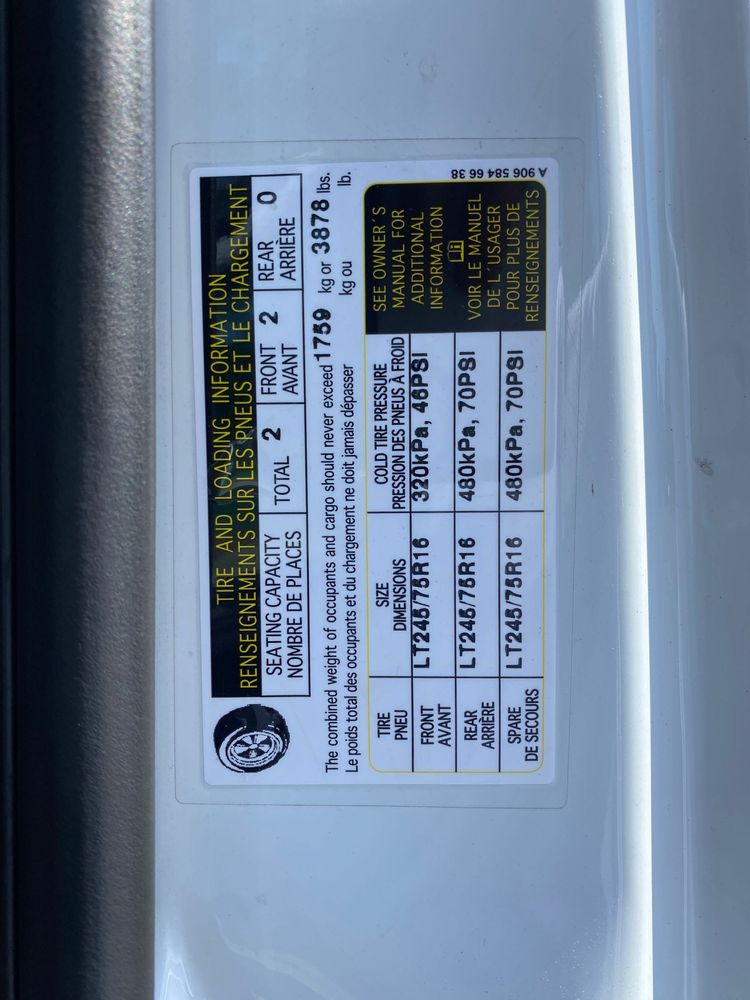 TIRE AND LOADING INFORMATION
RENSEIGNEMENTS SUR LES PNEUS ET LE CHARGEMENT
SEATING CAPACITY
NOMBRE DE PLACES
TOTAL 2
FRONT
AVANT
2
REAR
ARRIÈRE
0
The combined weight of occupants and cargo should never exceed 1759 kg or 3878 lbs.
Le poids total des occupants et du chargement ne doit jamais dépasser kg ou lb.
TIRE
PNEU
SIZE
DIMENSIONS
COLD TIRE PRESSURE
PRESSION DES PNEUS À FROID
FRONT
AVANT
LT245/75R16
320kPa, 46PSI
REAR
ARRIÈRE
LT245/75R16
480kPa, 70PSI
SPARE
DE SECOURS
LT245/75R16
480kPa, 70PSI
SEE OWNER'S
MANUAL FOR
ADDITIONAL
INFORMATION
VOIR LE MANUEL
DE L'USAGER
POUR PLUS DE
RENSEIGNEMENTS
A 906 584 66 38